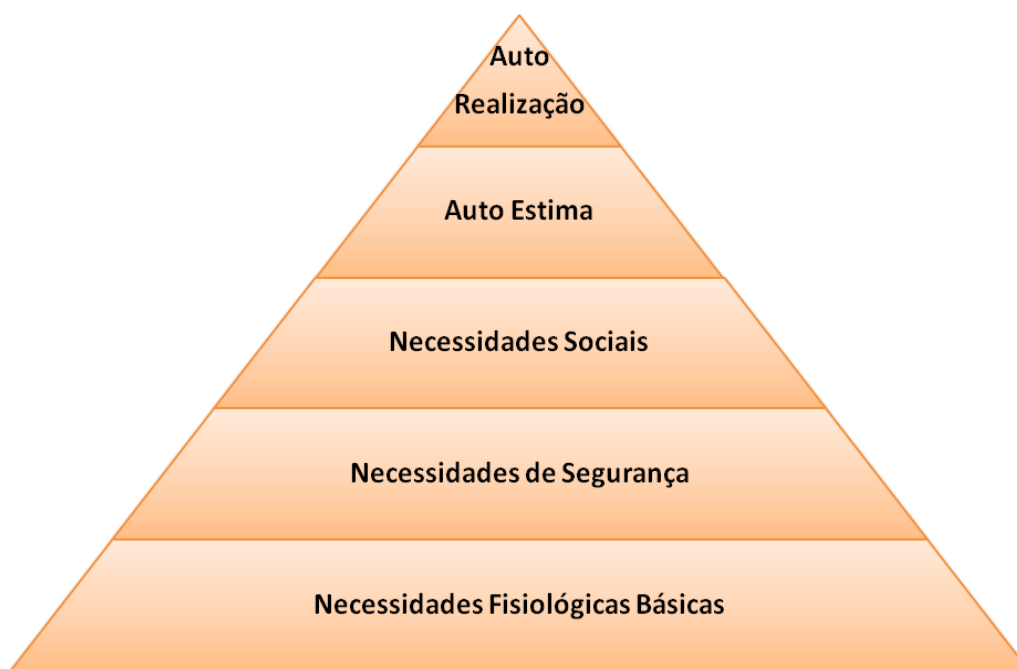 Auto
Realização
Auto Estima
Necessidades Sociais
Necessidades de Segurança
Necessidades Fisiológicas Básicas